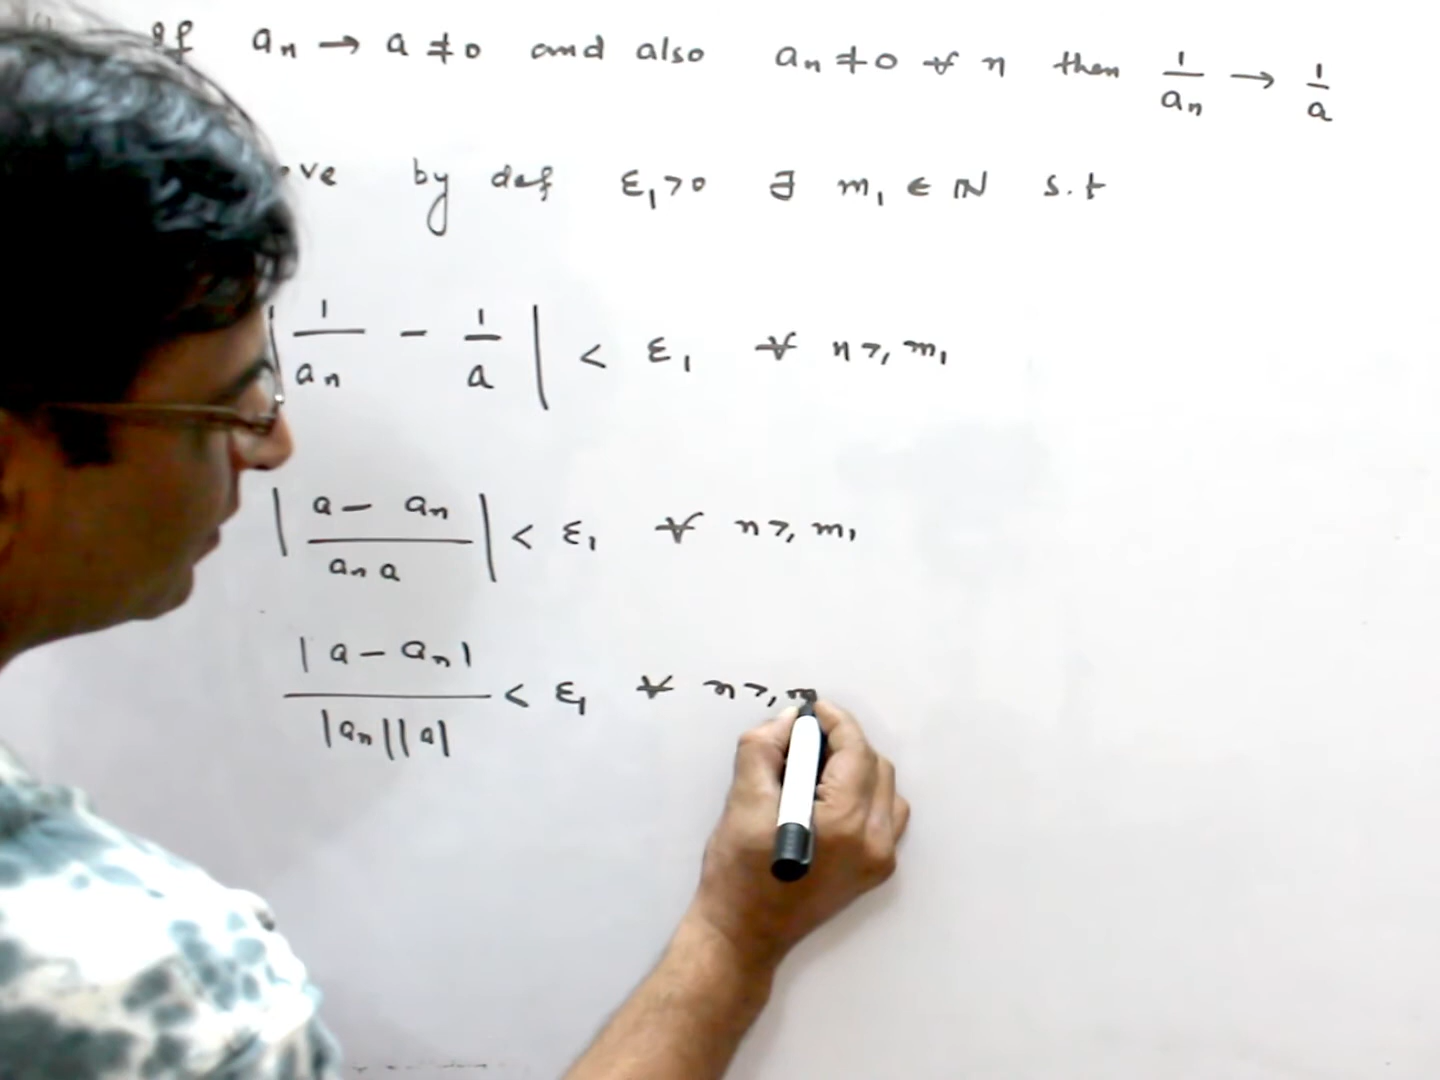 If aₙ → a ≠ 0 and also aₙ ≠ 0 ∀ n then 1/aₙ → 1/a
ve by def ε₁ > 0 ∃ m₁ ∈ ℕ s.t
| 1/aₙ - 1/a | < ε₁ ∀ n ≥ m₁
| (a - aₙ)/(aₙ a) | < ε₁ ∀ n ≥ m₁
|a - aₙ| / |aₙ||a| < ε₁ ∀ n ≥ m